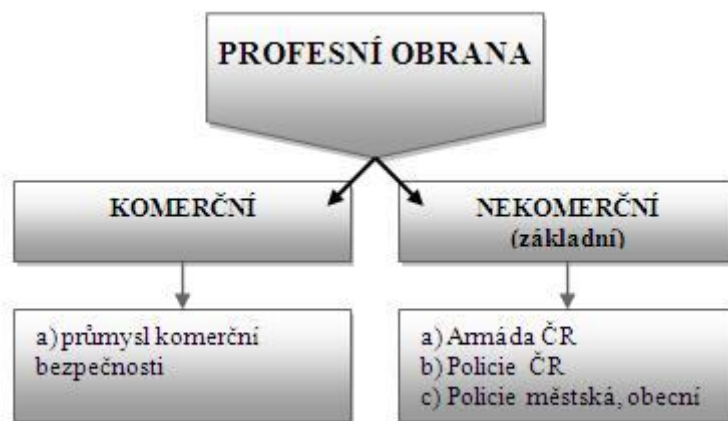 PROFESNÍ OBRANA
KOMERČNÍ
NEKOMERČNÍ
(základní)
a) průmysl komerční
bezpečnosti
a) Armáda ČR
b) Policie ČR
c) Policie městská, obecní